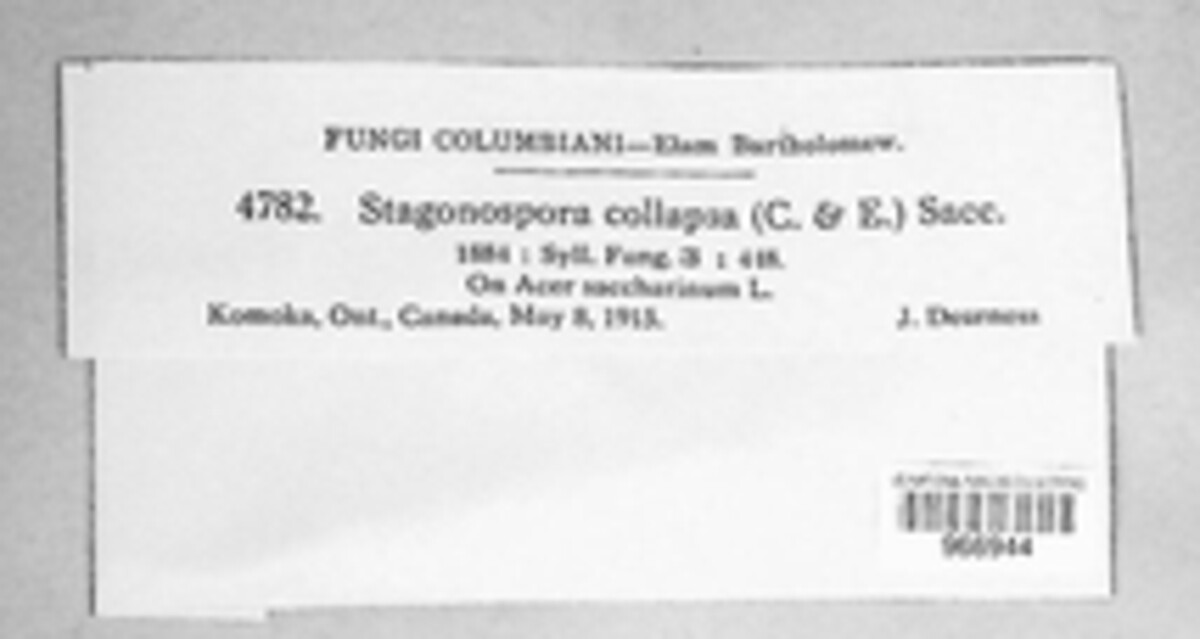 FUNGI COLUMBIANI—Elam Bartholomew.
4782. Stagonospora collapsa (C. & E.) Sacc.
1884 : Syll. Fung. 3 : 448.
On Acer saccharinum L.
Komoka, Ont., Canada, May 8, 1915. J. Dearness